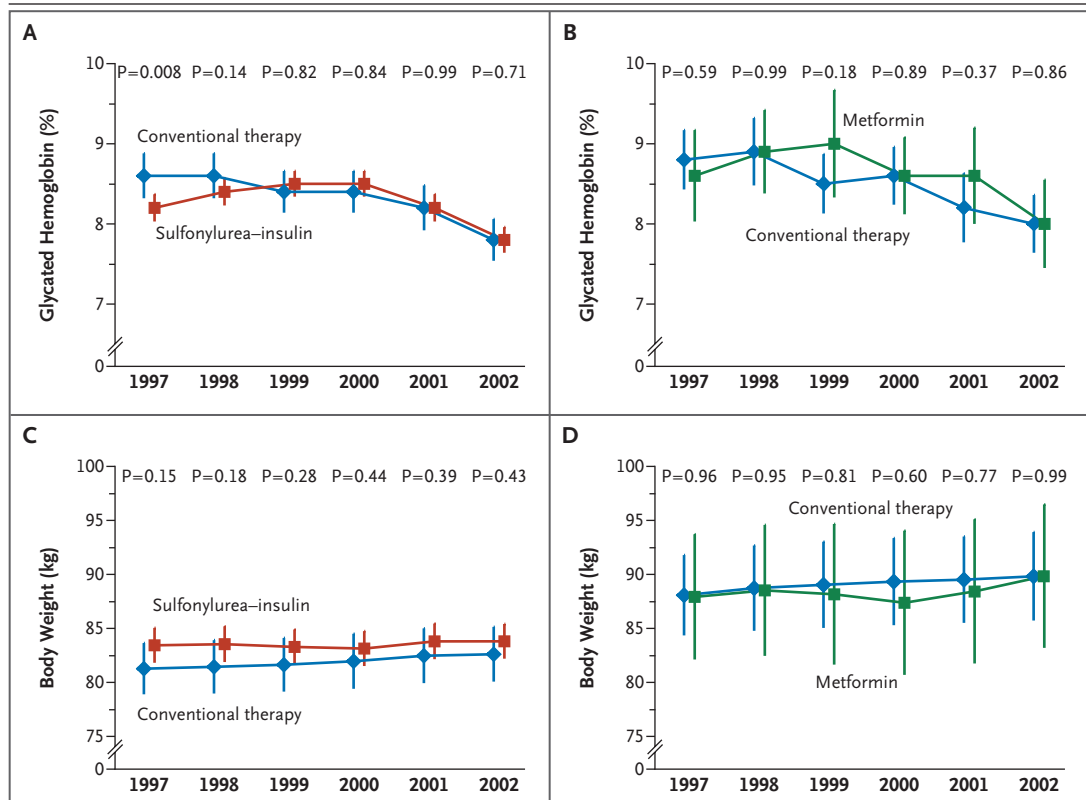 A
P=0.008 P=0.14 P=0.82 P=0.84 P=0.99 P=0.71
Glycated Hemoglobin (%)
10
9
8
7
0
Conventional therapy
Sulfonylurea–insulin
1997 1998 1999 2000 2001 2002
B
P=0.59 P=0.99 P=0.18 P=0.89 P=0.37 P=0.86
Glycated Hemoglobin (%)
10
9
8
7
0
Metformin
Conventional therapy
1997 1998 1999 2000 2001 2002
C
P=0.15 P=0.18 P=0.28 P=0.44 P=0.39 P=0.43
Body Weight (kg)
100
95
90
85
80
75
0
Sulfonylurea–insulin
Conventional therapy
1997 1998 1999 2000 2001 2002
D
P=0.96 P=0.95 P=0.81 P=0.60 P=0.77 P=0.99
Body Weight (kg)
100
95
90
85
80
75
0
Conventional therapy
Metformin
1997 1998 1999 2000 2001 2002